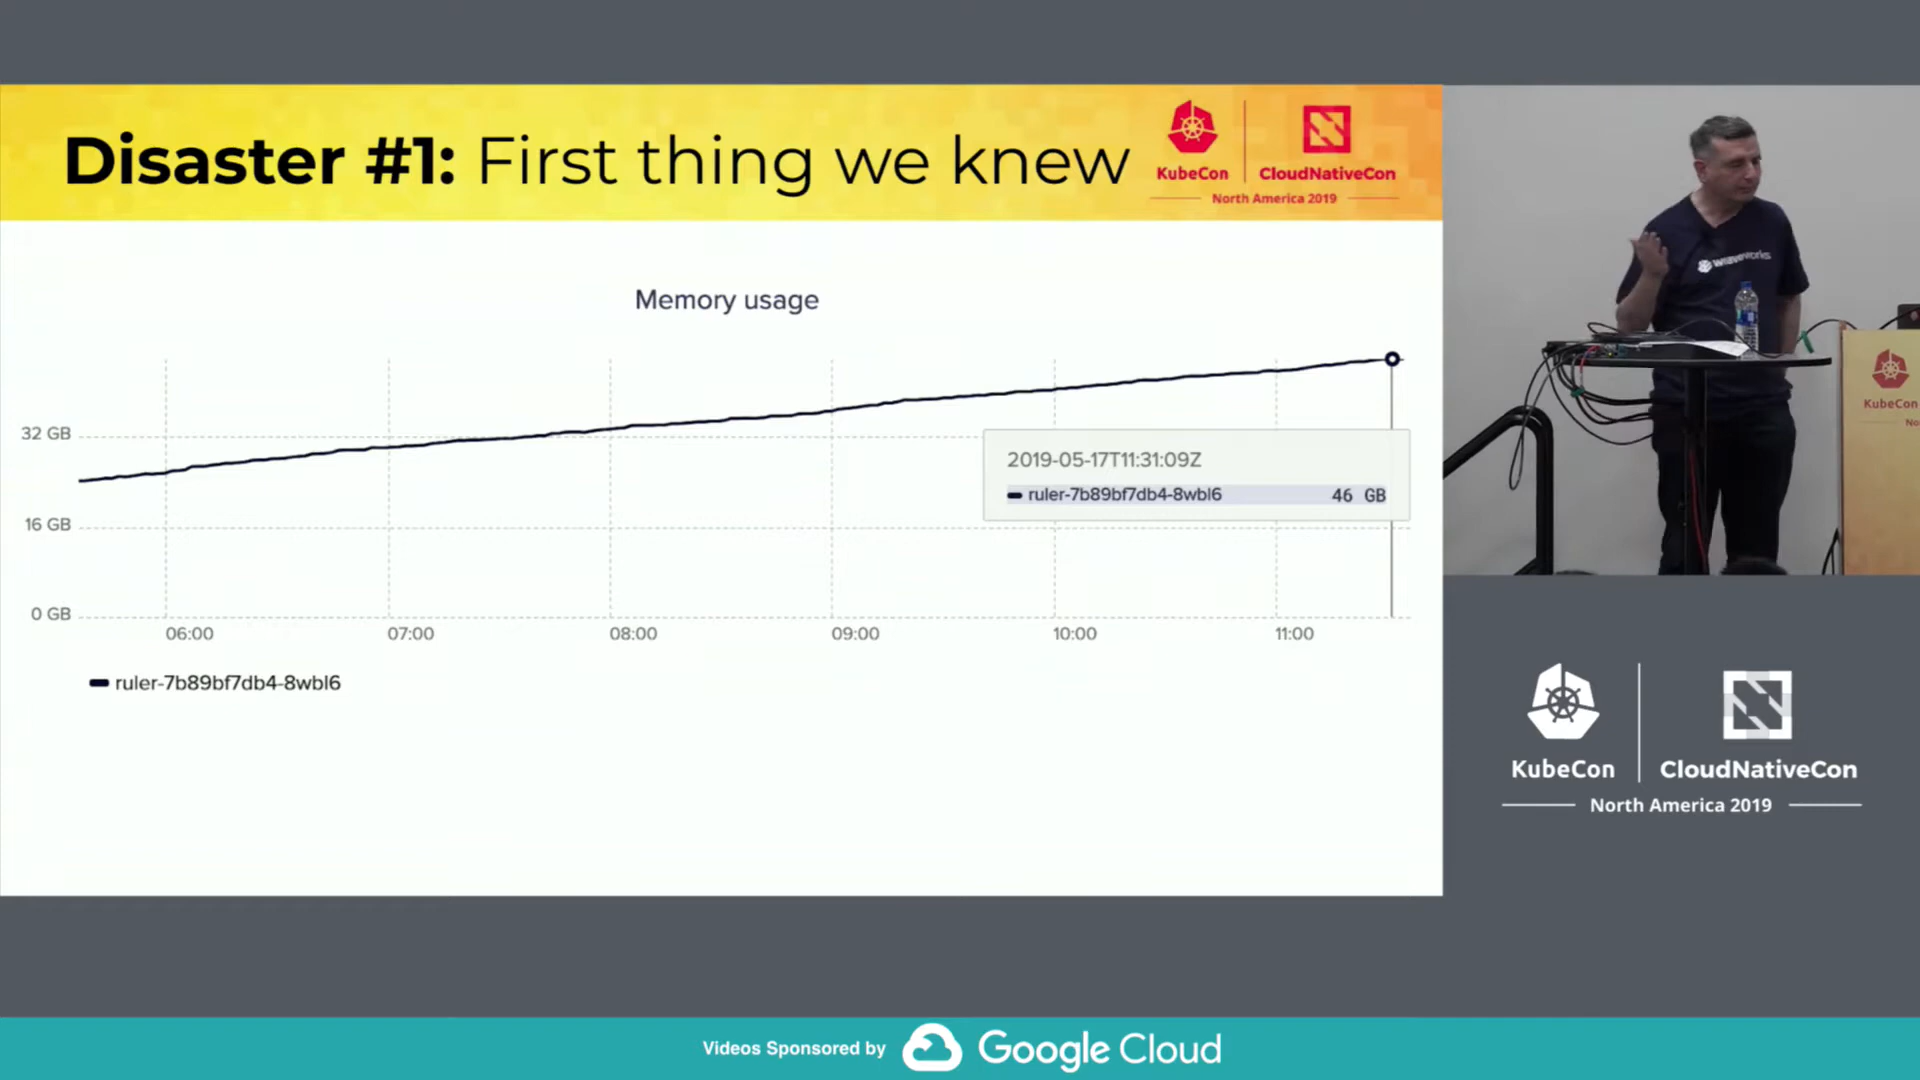 Disaster #1: First thing we knew
KubeCon
CloudNativeCon
North America 2019
Memory usage
32 GB
16 GB
0 GB
2019-05-17T11:31:09Z
ruler-7b89bf7db4-8wbl6 46 GB
06:00 07:00 08:00 09:00 10:00 11:00
ruler-7b89bf7db4-8wbl6
weaveworks
KubeCon
KubeCon
CloudNativeCon
North America 2019
Videos Sponsored by Google Cloud